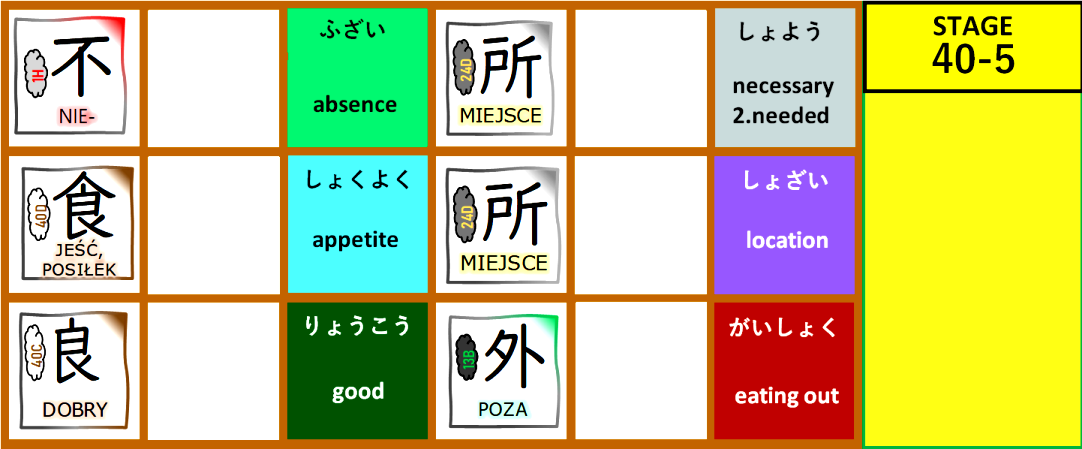 不
1H
NIE-
ふざい
absence
所
24D
MIEJSCE
しょよう
necessary
2.needed
STAGE
40-5
食
40D
JEŚĆ,
POSIŁEK
しょくよく
appetite
所
24D
MIEJSCE
しょざい
location
良
40C
DOBRY
りょうこう
good
外
13B
POZA
がいしょく
eating out